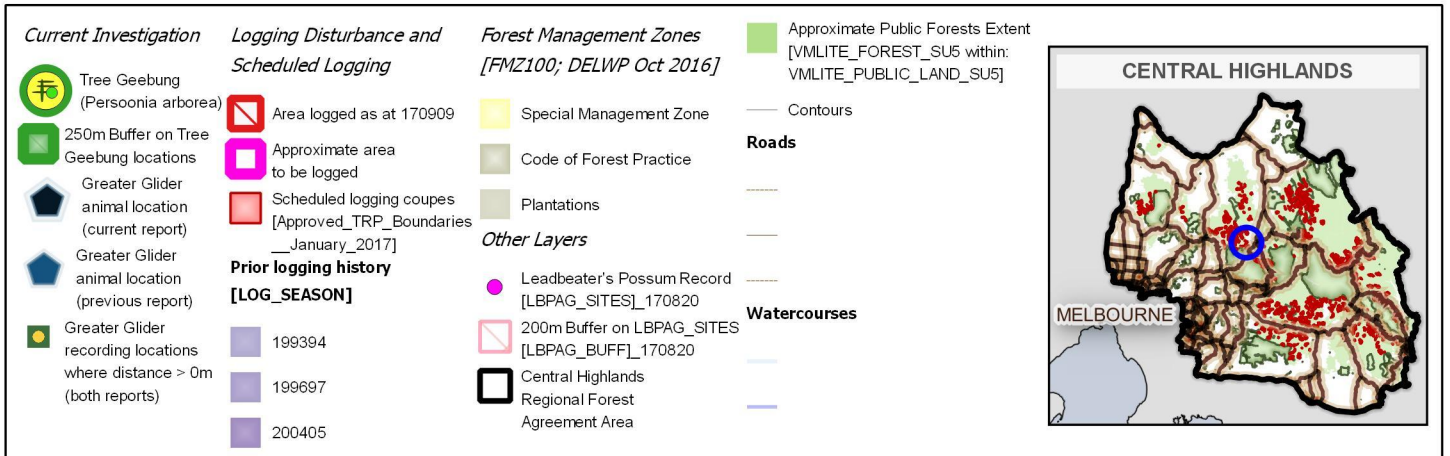 Current Investigation
Tree Geebung
(Persoonia arborea)
250m Buffer on Tree
Geebung locations
Greater Glider
animal location
(current report)
Greater Glider
animal location
(previous report)
Greater Glider
recording locations
where distance > 0m
(both reports)
Logging Disturbance and
Scheduled Logging
Area logged as at 170909
Approximate area
to be logged
Scheduled logging coupes
[Approved_TRP_Boundaries
__January_2017]
Prior logging history
[LOG_SEASON]
199394
199697
200405
Forest Management Zones
[FMZ100; DELWP Oct 2016]
Special Management Zone
Code of Forest Practice
Plantations
Other Layers
Leadbeater's Possum Record
[LBPAG_SITES]_170820
200m Buffer on LBPAG_SITES
[LBPAG_BUFF]_170820
Central Highlands
Regional Forest
Agreement Area
Approximate Public Forests Extent
[VMLITE_FOREST_SU5 within:
VMLITE_PUBLIC_LAND_SU5]
Contours
Roads
Watercourses
CENTRAL HIGHLANDS
MELBOURNE